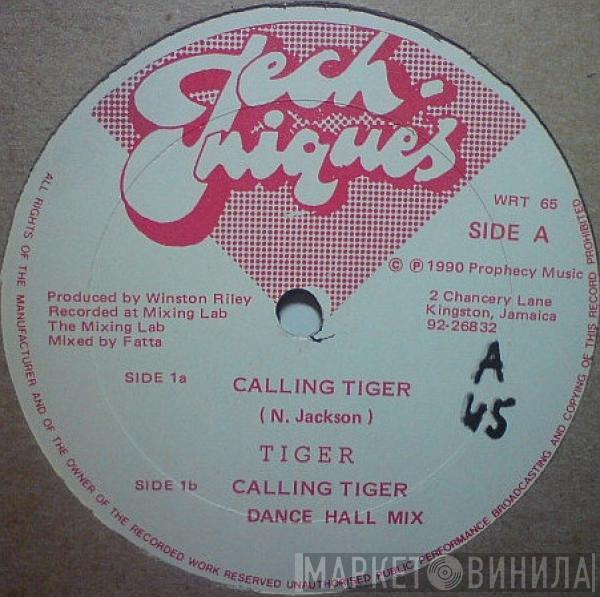 Tech·
niques
WRT 65
SIDE A
© ℗ 1990 Prophecy Music
2 Chancery Lane
Kingston, Jamaica
92-26832
Produced by Winston Riley
Recorded at Mixing Lab
The Mixing Lab
Mixed by Fatta
A
45
SIDE 1a CALLING TIGER
( N. Jackson )
TIGER
SIDE 1b CALLING TIGER
DANCE HALL MIX
ALL RIGHTS OF THE MANUFACTURER AND OF THE OWNER OF THE RECORDED WORK RESERVED UNAUTHORISED PUBLIC PERFORMANCE BROADCASTING AND COPYING OF THIS RECORD PROHIBITED
МАРКЕТ ВИНИЛА